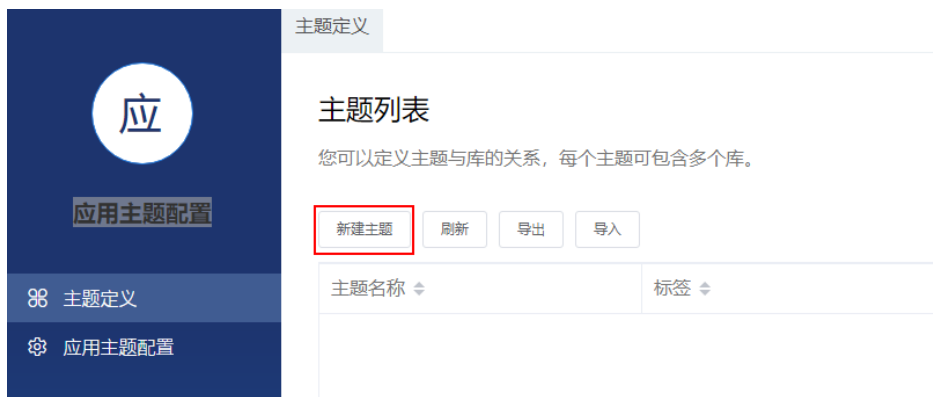 主题定义
应
应用主题配置
主题定义
应用主题配置
主题列表
您可以定义主题与库的关系，每个主题可包含多个库。
新建主题 刷新 导出 导入
主题名称 标签